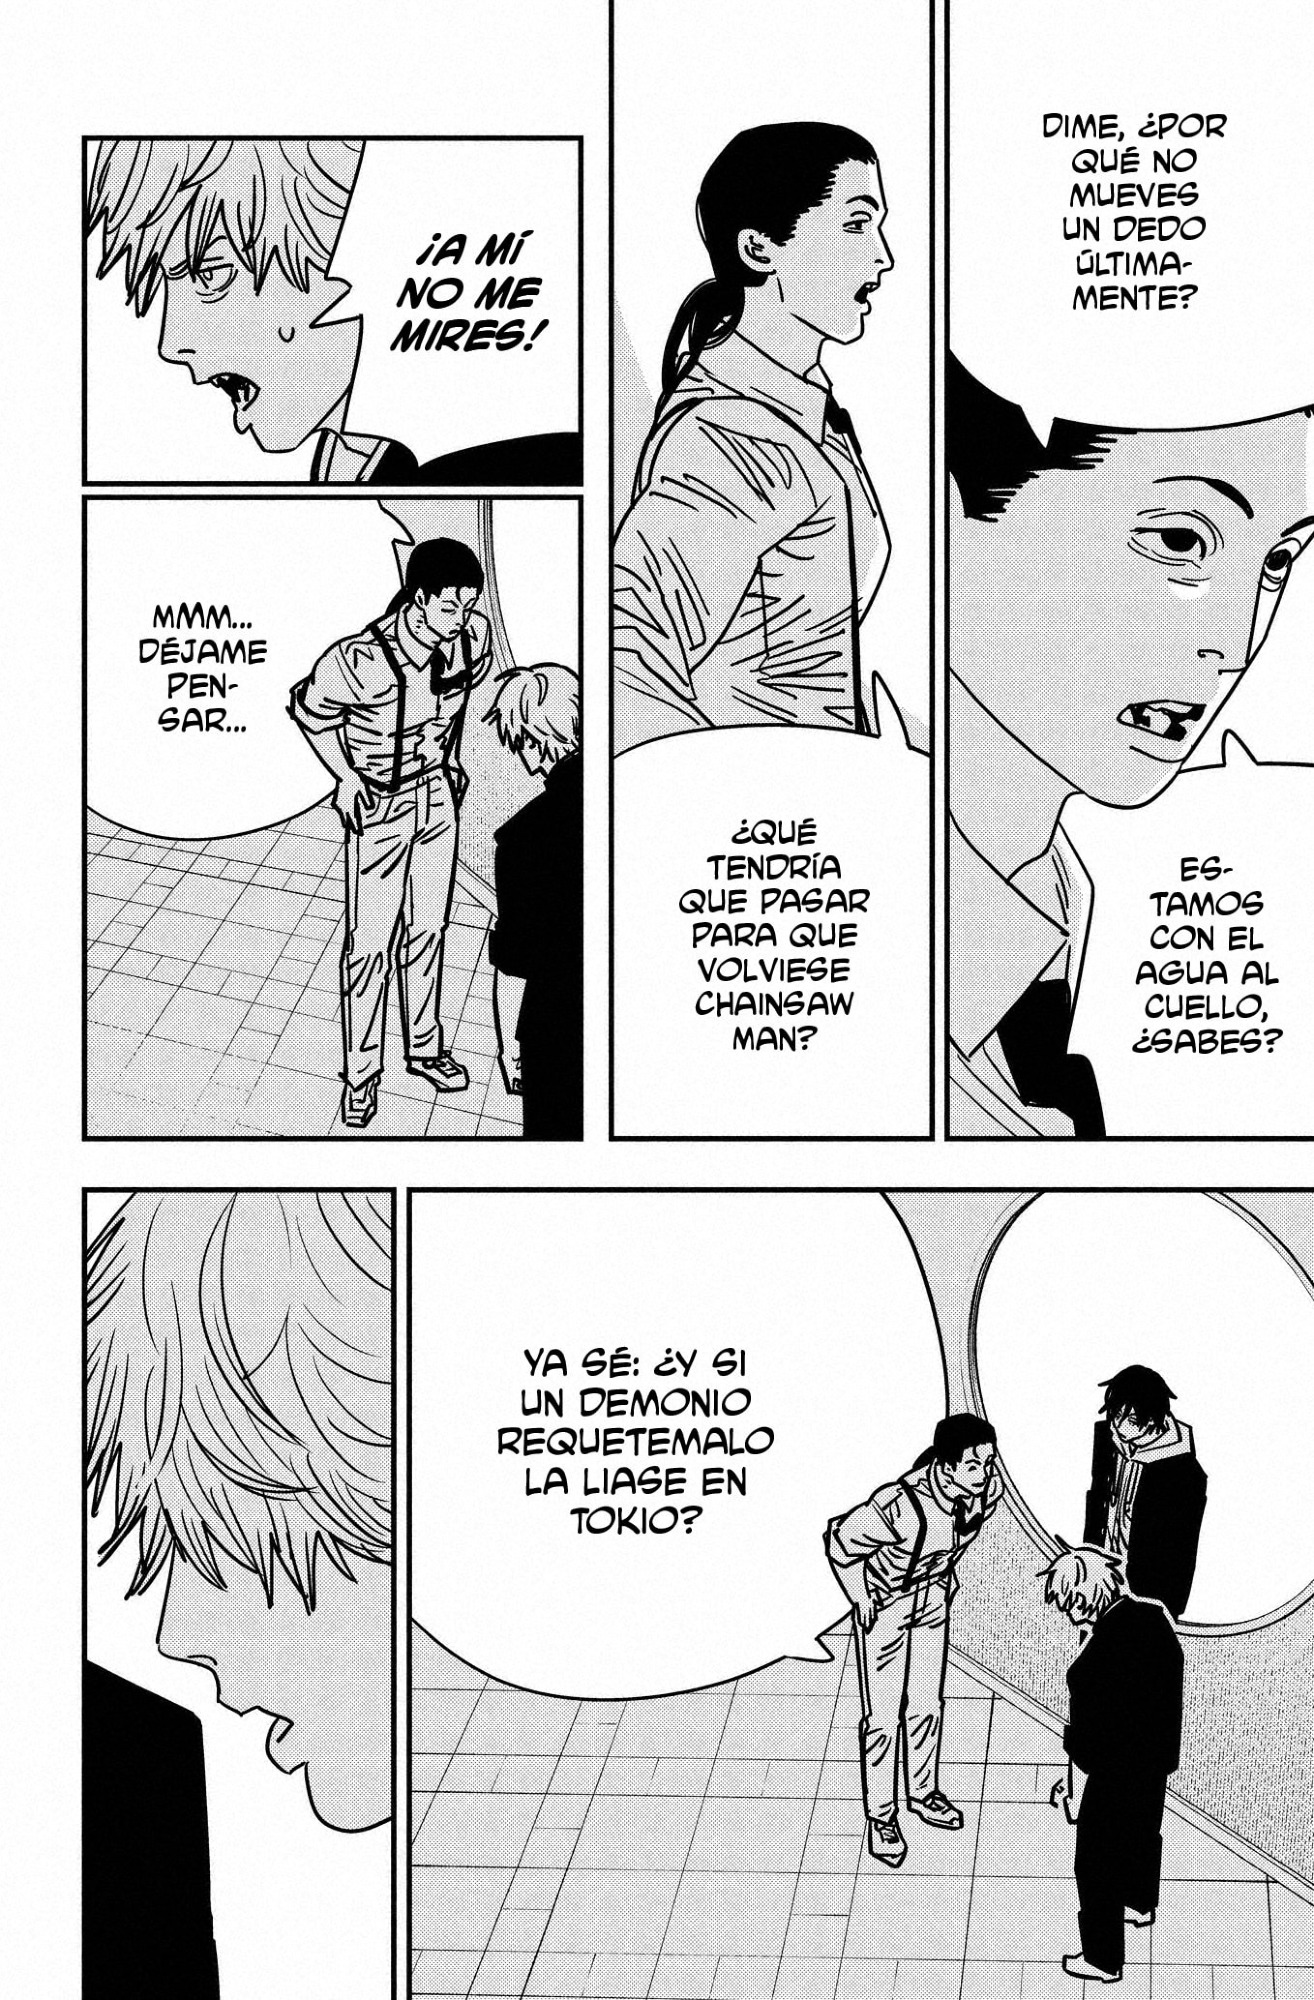 DIME, ¿POR
QUÉ NO
MUEVES
UN DEDO
ÚLTIMA-
MENTE?
ES-
TAMOS
CON EL
AGUA AL
CUELLO,
¿SABES?
¿QUÉ
TENDRÍA
QUE PASAR
PARA QUE
VOLVIESE
CHAINSAW
MAN?
¡A MÍ
NO ME
MIRES!
MMM...
DÉJAME
PEN-
SAR...
YA SÉ: ¿Y SI
UN DEMONIO
REQUETEMALO
LA LIASE EN
TOKIO?